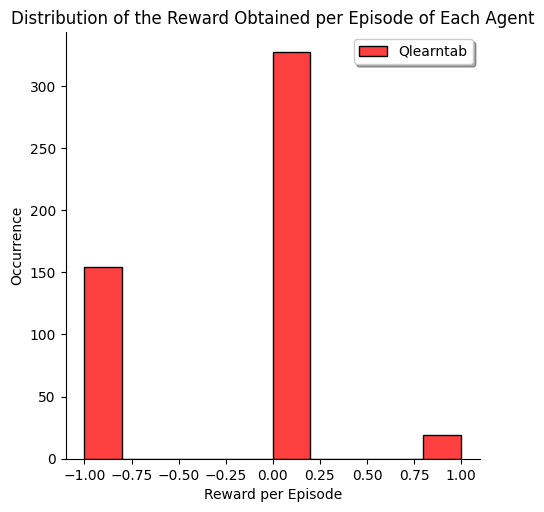 Distribution of the Reward Obtained per Episode of Each Agent
Qlearntab
300
250
200
150
100
50
0
Occurrence
−1.00 −0.75 −0.50 −0.25 0.00 0.25 0.50 0.75 1.00
Reward per Episode